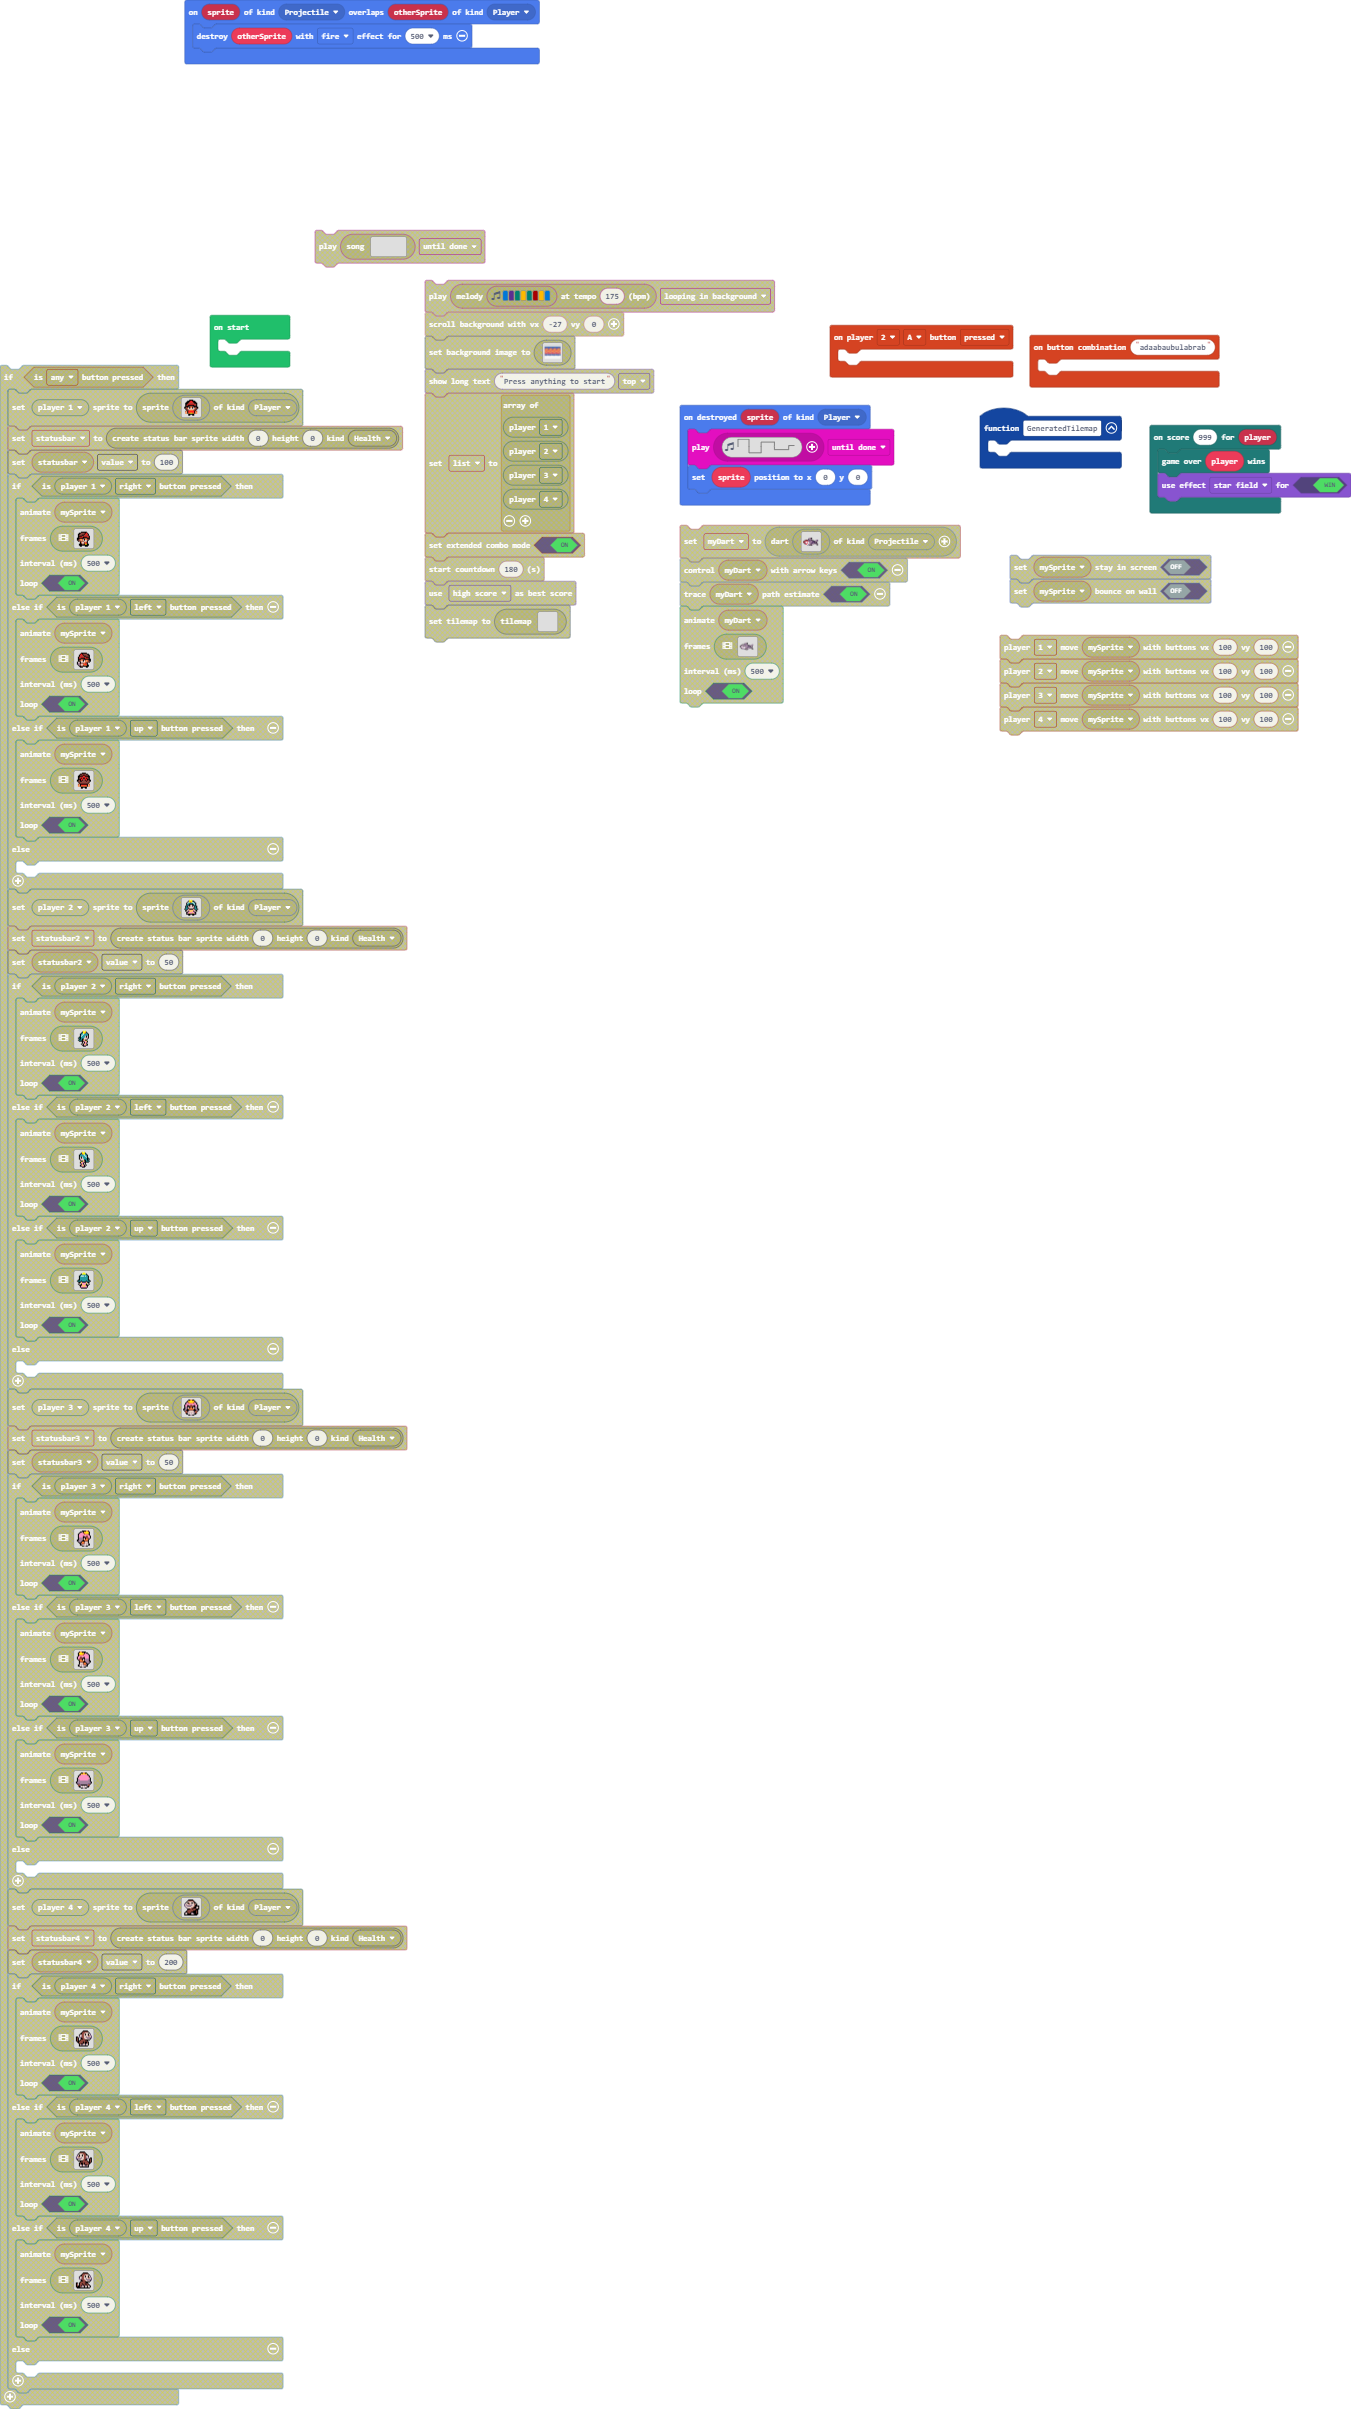 on sprite of kind Projectile overlaps otherSprite of kind Player
destroy otherSprite with fire effect for 500 ms
play song until done
play melody at tempo 175 (bpm) looping in background
scroll background with vx -27 vy 0
set background image to
show long text "Press anything to start" top
set list to array of player 1 player 2 player 3 player 4
set extended combo mode ON
start countdown 180 (s)
use high score as best score
set tilemap to tilemap
on start
if is any button pressed then
set player 1 sprite to sprite of kind Player
set statusbar to create status bar sprite width 0 height 0 kind Health
set statusbar value to 100
if is player 1 right button pressed then
animate mySprite
frames
interval (ms) 500
loop ON
else if is player 1 left button pressed then
animate mySprite
frames
interval (ms) 500
loop ON
else if is player 1 up button pressed then
animate mySprite
frames
interval (ms) 500
loop ON
else
set player 2 sprite to sprite of kind Player
set statusbar2 to create status bar sprite width 0 height 0 kind Health
set statusbar2 value to 50
if is player 2 right button pressed then
animate mySprite
frames
interval (ms) 500
loop ON
else if is player 2 left button pressed then
animate mySprite
frames
interval (ms) 500
loop ON
else if is player 2 up button pressed then
animate mySprite
frames
interval (ms) 500
loop ON
else
set player 3 sprite to sprite of kind Player
set statusbar3 to create status bar sprite width 0 height 0 kind Health
set statusbar3 value to 50
if is player 3 right button pressed then
animate mySprite
frames
interval (ms) 500
loop ON
else if is player 3 left button pressed then
animate mySprite
frames
interval (ms) 500
loop ON
else if is player 3 up button pressed then
animate mySprite
frames
interval (ms) 500
loop ON
else
set player 4 sprite to sprite of kind Player
set statusbar4 to create status bar sprite width 0 height 0 kind Health
set statusbar4 value to 200
if is player 4 right button pressed then
animate mySprite
frames
interval (ms) 500
loop ON
else if is player 4 left button pressed then
animate mySprite
frames
interval (ms) 500
loop ON
else if is player 4 up button pressed then
animate mySprite
frames
interval (ms) 500
loop ON
else
on player 2 A button pressed
on button combination "adaabaubulabrab"
on destroyed sprite of kind Player
play until done
set sprite position to x 0 y 0
function GeneratedTilemap
on score 999 for player
game over player wins
use effect star field for WIN
set myDart to dart of kind Projectile
control myDart with arrow keys ON
trace myDart path estimate ON
animate myDart
frames
interval (ms) 500
loop ON
set mySprite stay in screen OFF
set mySprite bounce on wall OFF
player 1 move mySprite with buttons vx 100 vy 100
player 2 move mySprite with buttons vx 100 vy 100
player 3 move mySprite with buttons vx 100 vy 100
player 4 move mySprite with buttons vx 100 vy 100